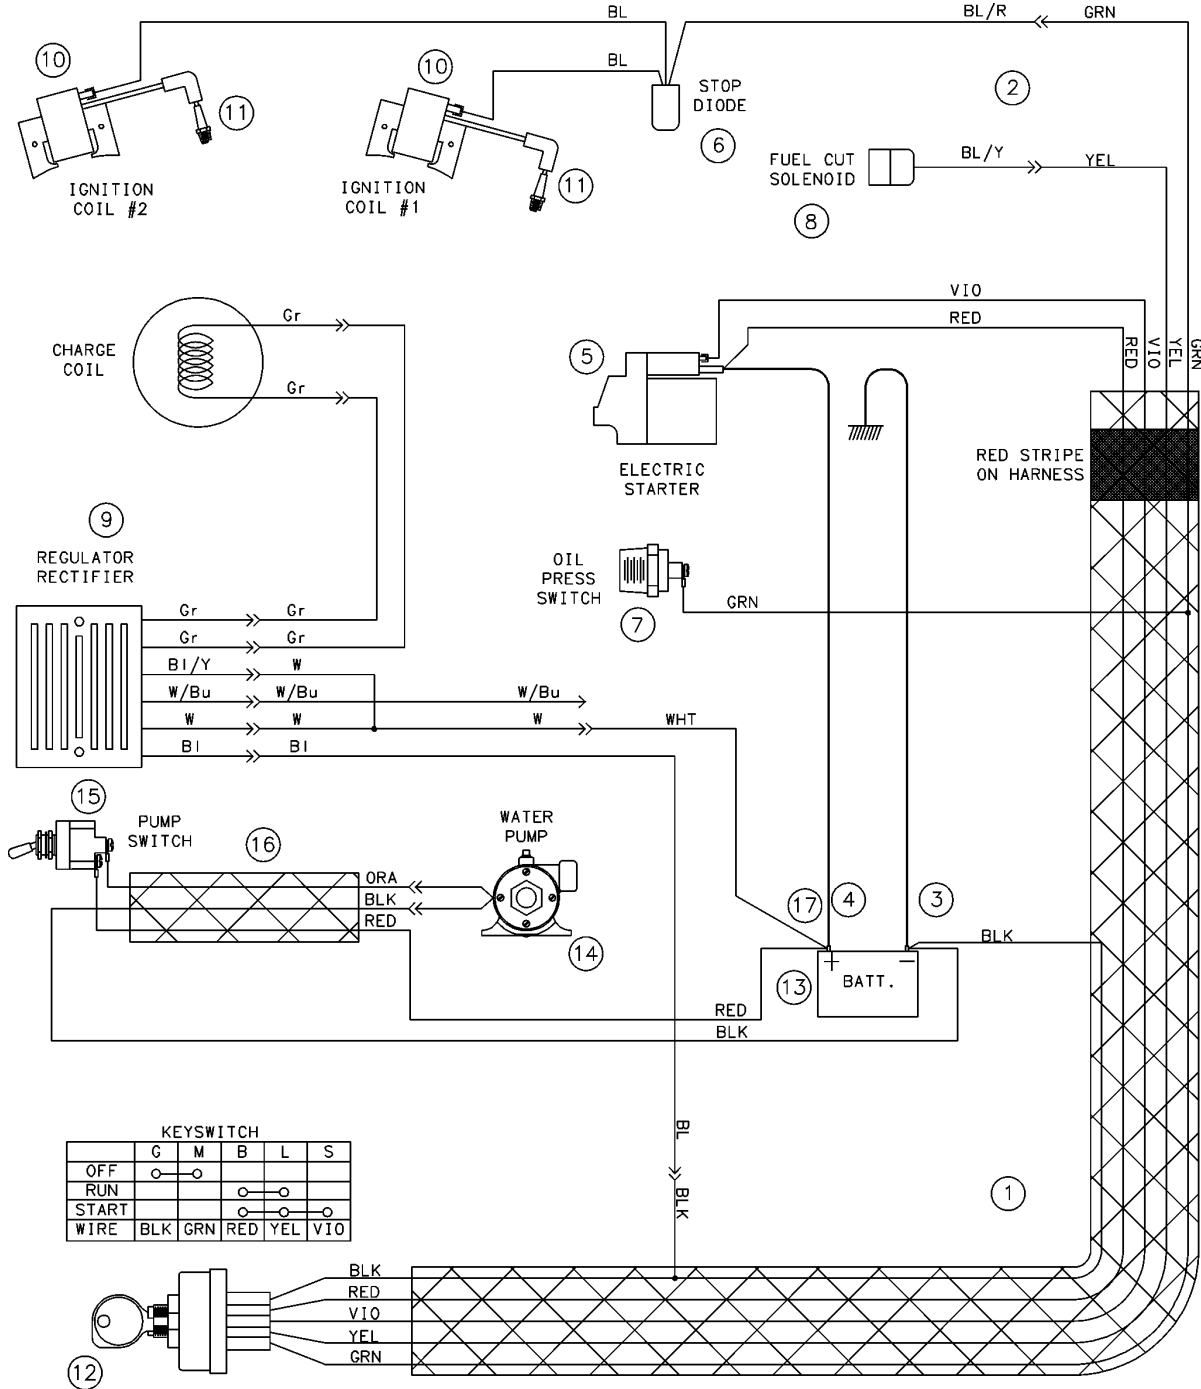 BL
BL/R
GRN
10
BL
10
STOP
DIODE
2
11
6
FUEL CUT
SOLENOID
BL/Y
YEL
IGNITION
COIL #2
IGNITION
COIL #1
11
8
VIO
RED
Gr
CHARGE
COIL
5
RED
VIO
YEL
GRN
Gr
ELECTRIC
STARTER
RED STRIPE
ON HARNESS
9
REGULATOR
RECTIFIER
OIL
PRESS
SWITCH
GRN
7
Gr Gr
Gr Gr
Bl/Y W
W/Bu W/Bu W/Bu
W W W WHT
Bl Bl
15
PUMP
SWITCH
16
WATER
PUMP
ORA
BLK
RED
17
4
3
BLK
14
13
+ −
BATT.
RED
BLK
BL
BLK
KEYSWITCH
G M B L S
OFF
RUN
START
WIRE BLK GRN RED YEL VIO
1
BLK
RED
VIO
YEL
GRN
12